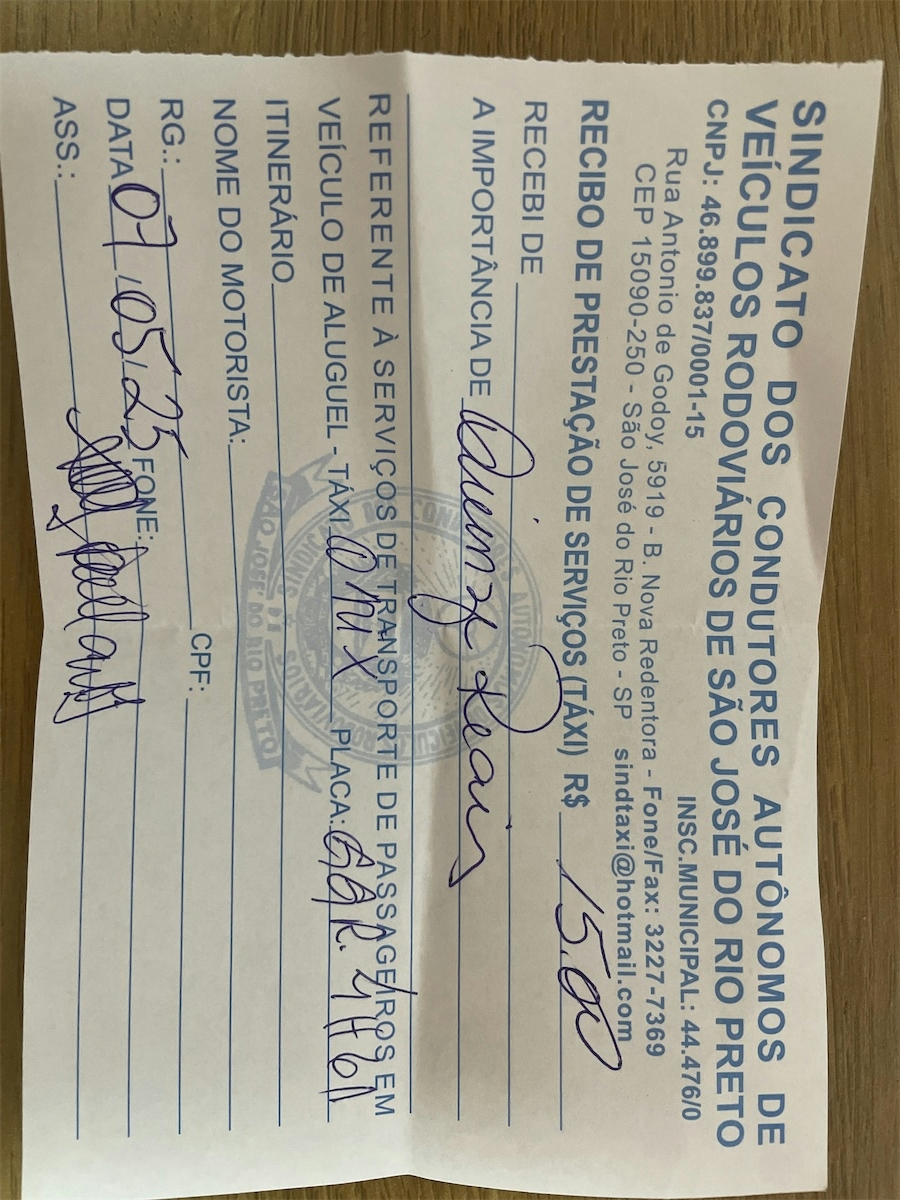 SINDICATO DOS CONDUTORES AUTÔNOMOS DE
VEÍCULOS RODOVIÁRIOS DE SÃO JOSÉ DO RIO PRETO
CNPJ: 46.899.837/0001-15 INSC.MUNICIPAL: 44.476/0
Rua Antonio de Godoy, 5919 - B. Nova Redentora - Fone/Fax: 3227-7369
CEP 15090-250 - São José do Rio Preto - SP sindtaxi@hotmail.com
RECIBO DE PRESTAÇÃO DE SERVIÇOS (TÁXI) R$ 15.00
RECEBI DE
A IMPORTÂNCIA DE Quinze Reais
REFERENTE À SERVIÇOS DE TRANSPORTE DE PASSAGEIROS EM
VEÍCULO DE ALUGUEL - TÁXI Onix PLACA:
ITINERÁRIO
NOME DO MOTORISTA:
RG.: CPF:
DATA 07.05.25 FONE:
ASS.: